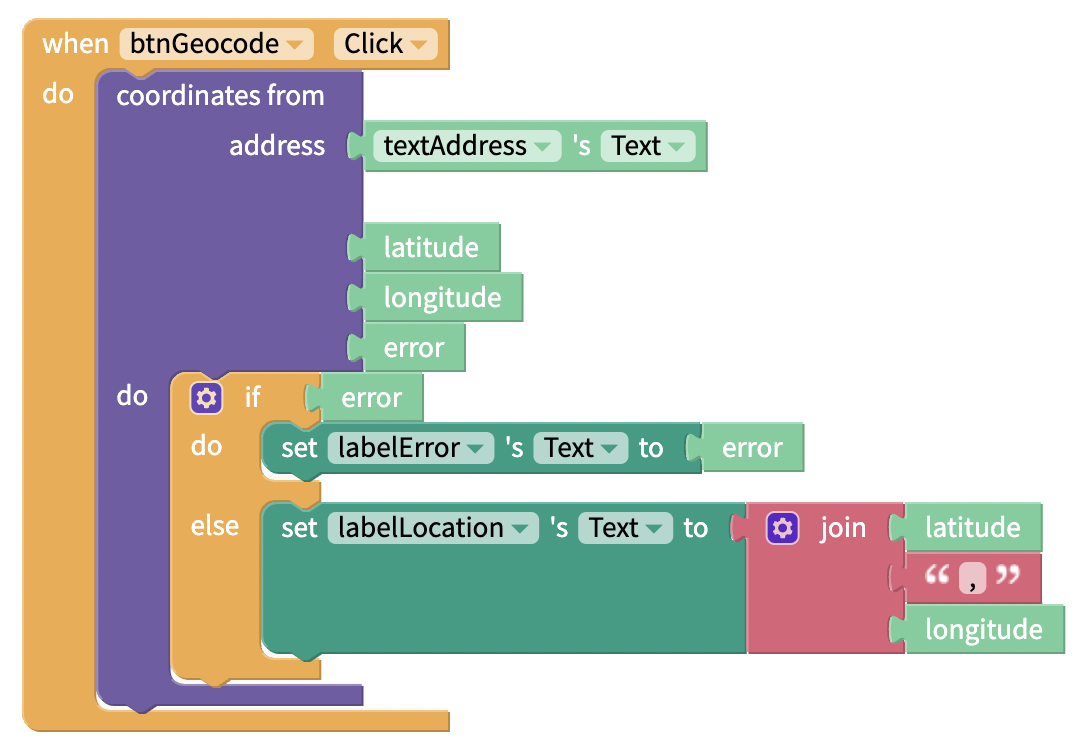 when btnGeocode Click
do coordinates from
address textAddress 's Text
latitude
longitude
error
do if error
do set labelError 's Text to error
else set labelLocation 's Text to join latitude
“ , ”
longitude